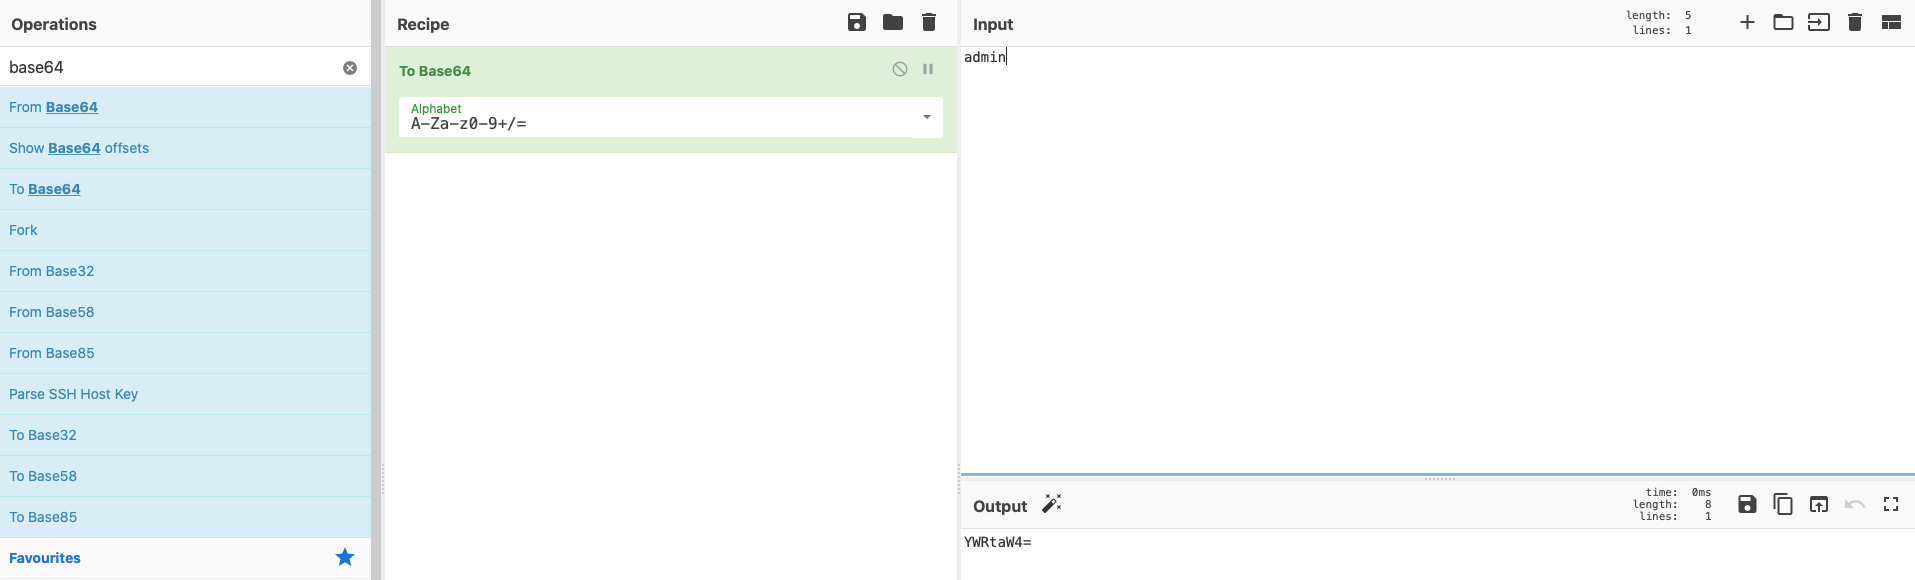 Operations
base64
From Base64
Show Base64 offsets
To Base64
Fork
From Base32
From Base58
From Base85
Parse SSH Host Key
To Base32
To Base58
To Base85
Favourites
Recipe
To Base64
Alphabet
A-Za-z0-9+/=
Input
length: 5
lines: 1
admin
Output
time: 0ms
length: 8
lines: 1
YWRtaW4=